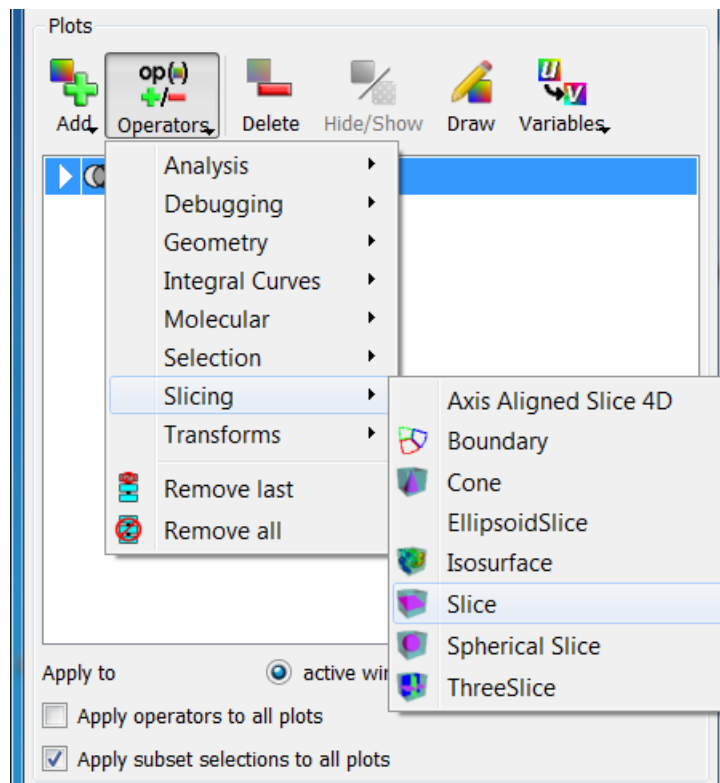 Plots
op( ) +/-
u v
Add Operators Delete Hide/Show Draw Variables
Analysis
Debugging
Geometry
Integral Curves
Molecular
Selection
Slicing
Transforms
Remove last
Remove all
Axis Aligned Slice 4D
Boundary
Cone
EllipsoidSlice
Isosurface
Slice
Spherical Slice
ThreeSlice
Apply to active wi
Apply operators to all plots
Apply subset selections to all plots